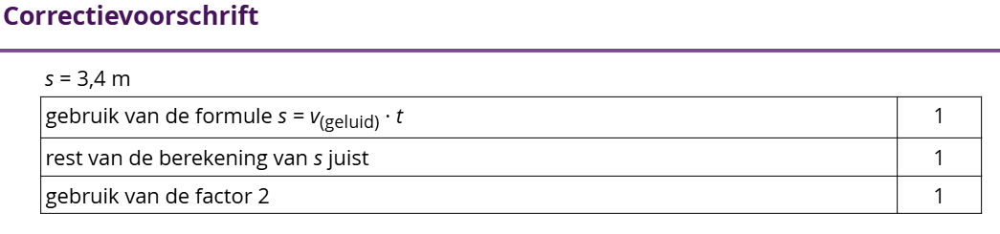 Correctievoorschrift
s = 3,4 m
gebruik van de formule s = v(geluid) · t 1
rest van de berekening van s juist 1
gebruik van de factor 2 1